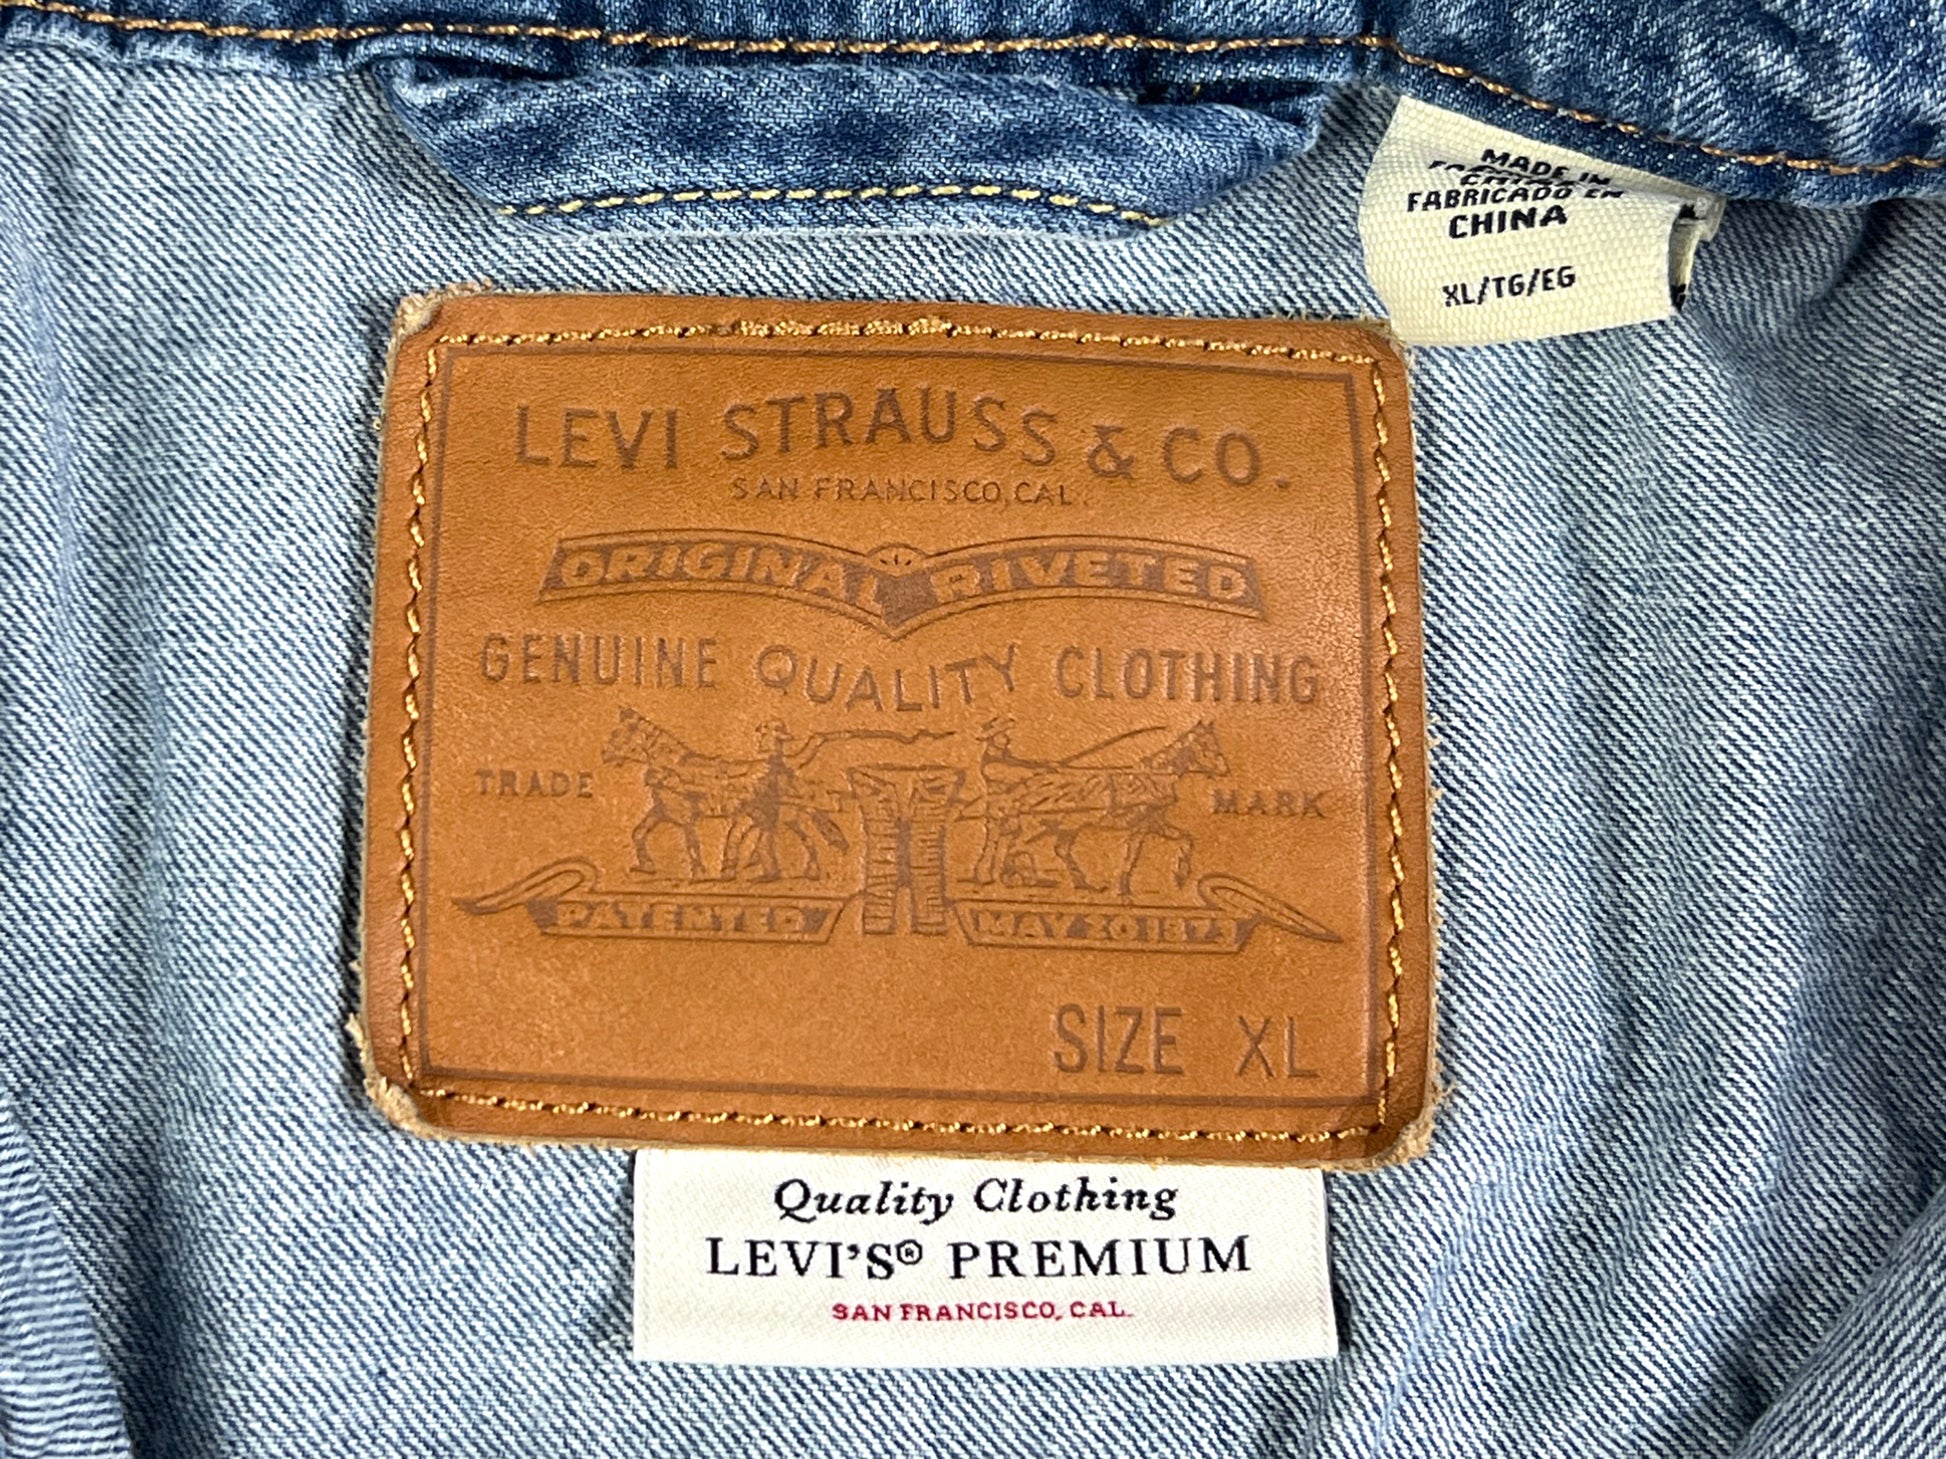 MADE IN
FABRICADO EN
CHINA
XL/TG/EG
LEVI STRAUSS & CO.
SAN FRANCISCO, CAL.
ORIGINAL RIVETED
GENUINE QUALITY CLOTHING
TRADE MARK
PATENTED MAY 20 1873
SIZE XL
Quality Clothing
LEVI'S® PREMIUM
SAN FRANCISCO, CAL.